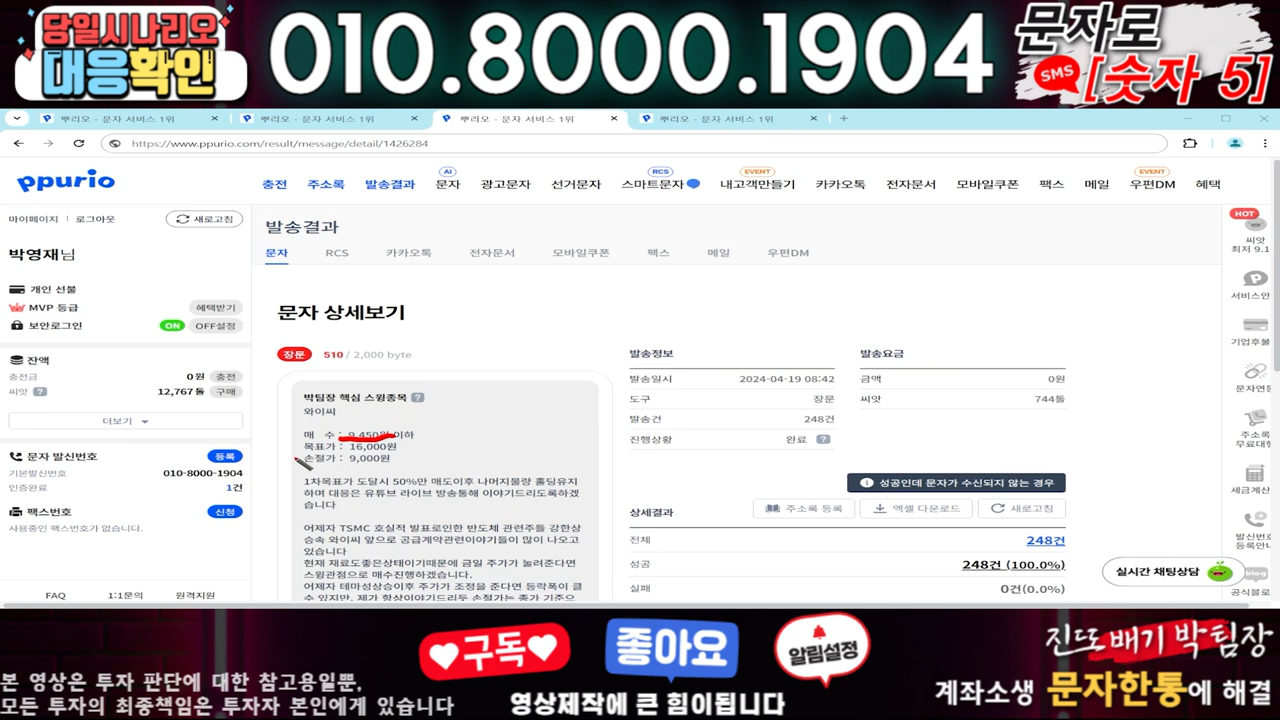 당일시나리오
대응확인
010.8000.1904
문자로
SMS
[숫자 5]
뿌리오 - 문자 서비스 1위
뿌리오 - 문자 서비스 1위
뿌리오 - 문자 서비스 1위
뿌리오 - 문자 서비스 1위
https://www.ppurio.com/result/message/detail/1426284
ppurio
AI
RCS
EVENT
EVENT
충전 주소록 발송결과 문자 광고문자 선거문자 스마트문자 내고객만들기 카카오톡 전자문서 모바일쿠폰 팩스 메일 우편DM 혜택
마이페이지 | 로그아웃
새로고침
박영재님
개인 선불
MVP 등급 혜택받기
보안로그인 ON OFF설정
잔액
충전금 0원 충전
씨앗 ? 12,767톨 구매
더보기
문자 발신번호 등록
기본발신번호 010-8000-1904
인증완료 1건
팩스번호 신청
사용중인 팩스번호가 없습니다.
FAQ 1:1문의 원격지원
발송결과
문자 RCS 카카오톡 전자문서 모바일쿠폰 팩스 메일 우편DM
문자 상세보기
장문 510 / 2,000 byte
박팀장 핵심 스윙종목 ?
와이씨
매 수 : 9,450원 이하
목표가 : 16,000원
손절가 : 9,000원
1차목표가 도달시 50%만 매도이후 나머지물량 홀딩유지
하며 대응은 유튜브 라이브 방송통해 이야기드리도록하겠
습니다
어제자 TSMC 호실적 발표로인한 반도체 관련주들 강한상
승속 와이씨 앞으로 공급계약관련이야기들이 많이 나오고
있습니다
현재 재료도좋은상태이기때문에 금일 주가가 눌려준다면
스윙관점으로 매수진행하겠습니다.
어제자 테마성상승이후 주가가 조정을 준다면 등락폭이 클
수 있지만, 제가 항상이야기드리듯 손절가는 종가 기준으
발송정보
발송일시 2024-04-19 08:42
도구 장문
발송건 248건
진행상황 완료 ?
발송요금
금액 0원
씨앗 744톨
성공인데 문자가 수신되지 않는 경우
상세결과
주소록 등록
엑셀 다운로드
새로고침
전체 248건
성공 248건 (100.0%)
실패 0건(0.0%)
HOT
씨앗
최저 9.1
서비스안
기업후불
문자연동
주소록
무료대형
세금계산
발신번호
등록안내
blog
공식블로
실시간 채팅상담
구독
좋아요
알림설정
영상제작에 큰 힘이됩니다
본 영상은 투자 판단에 대한 참고용일뿐,
모든 투자의 최종책임은 투자자 본인에게 있습니다
진또배기 박팀장
계좌소생 문자한통에 해결